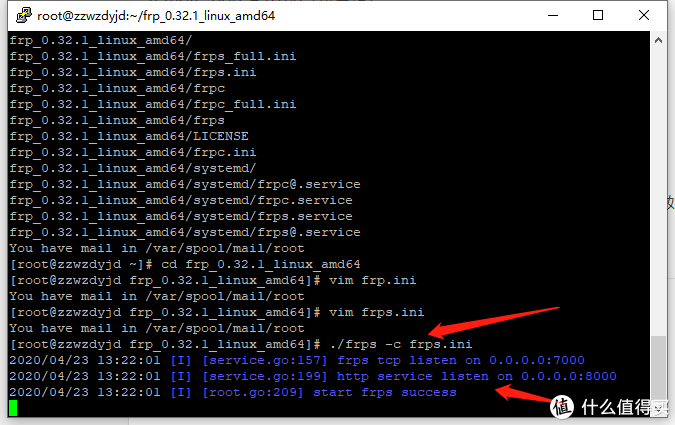 root@zzwzdyjd:~/frp_0.32.1_linux_amd64
frp_0.32.1_linux_amd64/
frp_0.32.1_linux_amd64/frps_full.ini
frp_0.32.1_linux_amd64/frps.ini
frp_0.32.1_linux_amd64/frpc
frp_0.32.1_linux_amd64/frpc_full.ini
frp_0.32.1_linux_amd64/frps
frp_0.32.1_linux_amd64/LICENSE
frp_0.32.1_linux_amd64/frpc.ini
frp_0.32.1_linux_amd64/systemd/
frp_0.32.1_linux_amd64/systemd/frpc@.service
frp_0.32.1_linux_amd64/systemd/frpc.service
frp_0.32.1_linux_amd64/systemd/frps.service
frp_0.32.1_linux_amd64/systemd/frps@.service
You have mail in /var/spool/mail/root
[root@zzwzdyjd ~]# cd frp_0.32.1_linux_amd64
[root@zzwzdyjd frp_0.32.1_linux_amd64]# vim frp.ini
You have mail in /var/spool/mail/root
[root@zzwzdyjd frp_0.32.1_linux_amd64]# vim frps.ini
You have mail in /var/spool/mail/root
[root@zzwzdyjd frp_0.32.1_linux_amd64]# ./frps -c frps.ini
2020/04/23 13:22:01 [I] [service.go:157] frps tcp listen on 0.0.0.0:7000
2020/04/23 13:22:01 [I] [service.go:199] http service listen on 0.0.0.0:8000
2020/04/23 13:22:01 [I] [root.go:209] start frps success
值 什么值得买